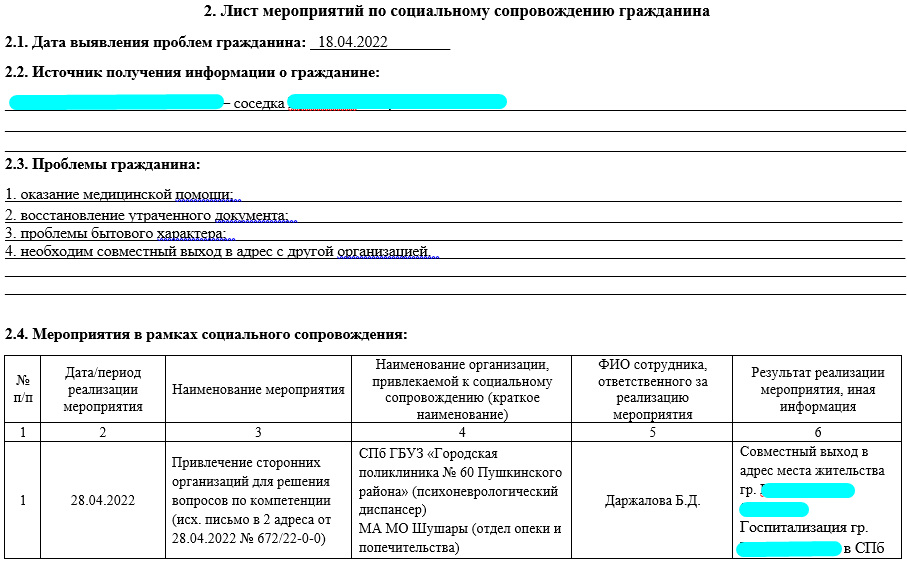 2. Лист мероприятий по социальному сопровождению гражданина
2.1. Дата выявления проблем гражданина: 18.04.2022
2.2. Источник получения информации о гражданине:
– соседка
2.3. Проблемы гражданина:
1. оказание медицинской помощи;
2. восстановление утраченного документа;
3. проблемы бытового характера;
4. необходим совместный выход в адрес с другой организацией.
2.4. Мероприятия в рамках социального сопровождения:
№
п/п
Дата/период
реализации
мероприятия
Наименование мероприятия
Наименование организации,
привлекаемой к социальному
сопровождению (краткое
наименование)
ФИО сотрудника,
ответственного за
реализацию
мероприятия
Результат реализации
мероприятия, иная
информация
1
2
3
4
5
6
1
28.04.2022
Привлечение сторонних
организаций для решения
вопросов по компетенции
(исх. письмо в 2 адреса от
28.04.2022 № 672/22-0-0)
СПб ГБУЗ «Городская
поликлиника № 60 Пушкинского
района» (психоневрологический
диспансер)
МА МО Шушары (отдел опеки и
попечительства)
Даржалова Б.Д.
Совместный выход в
адрес места жительства
гр.
Госпитализация гр.
в СПб